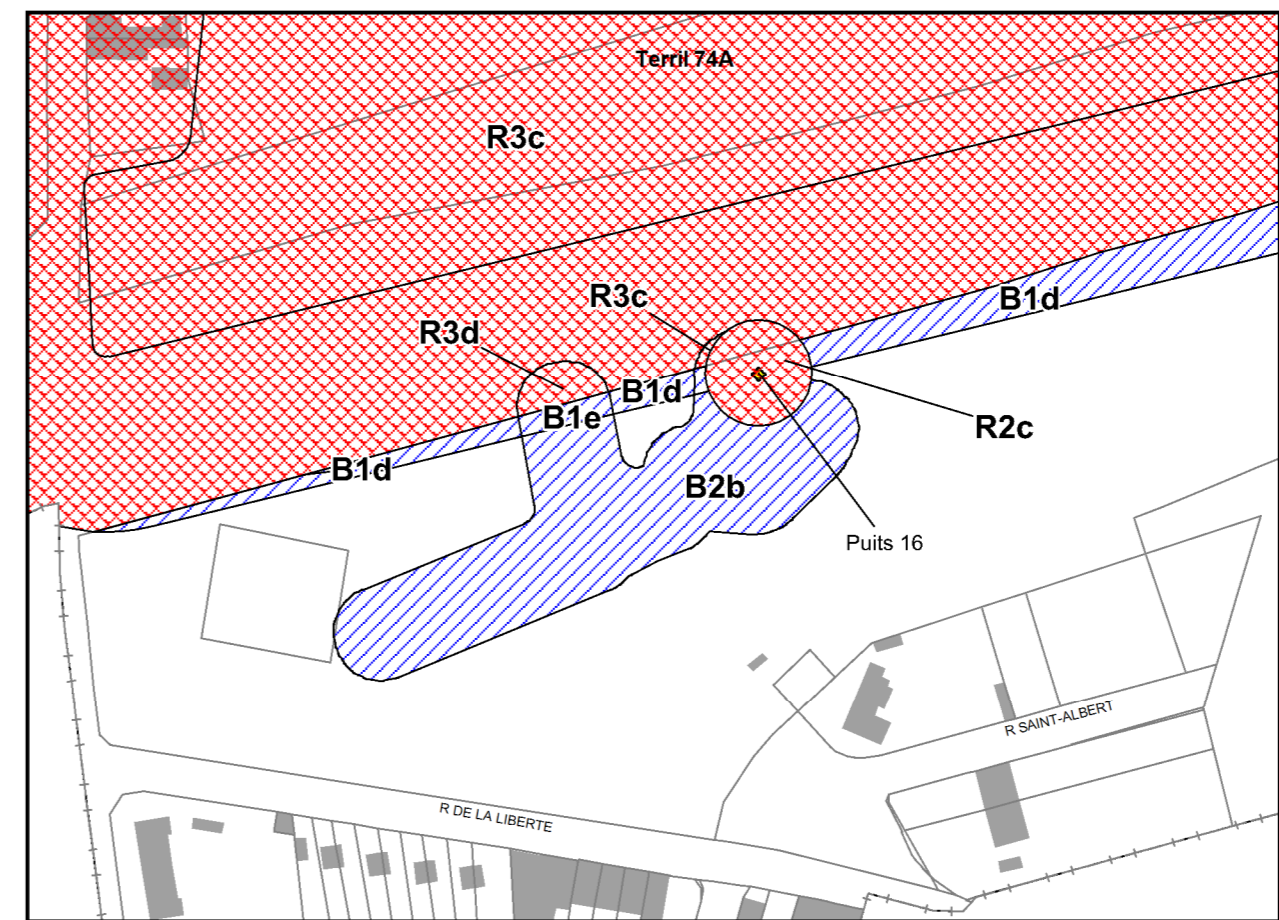 Terril 74A
R3c
R3c
B1d
R3d
B1d
B1e
R2c
B1d
B2b
Puits 16
R SAINT-ALBERT
R DE LA LIBERTE